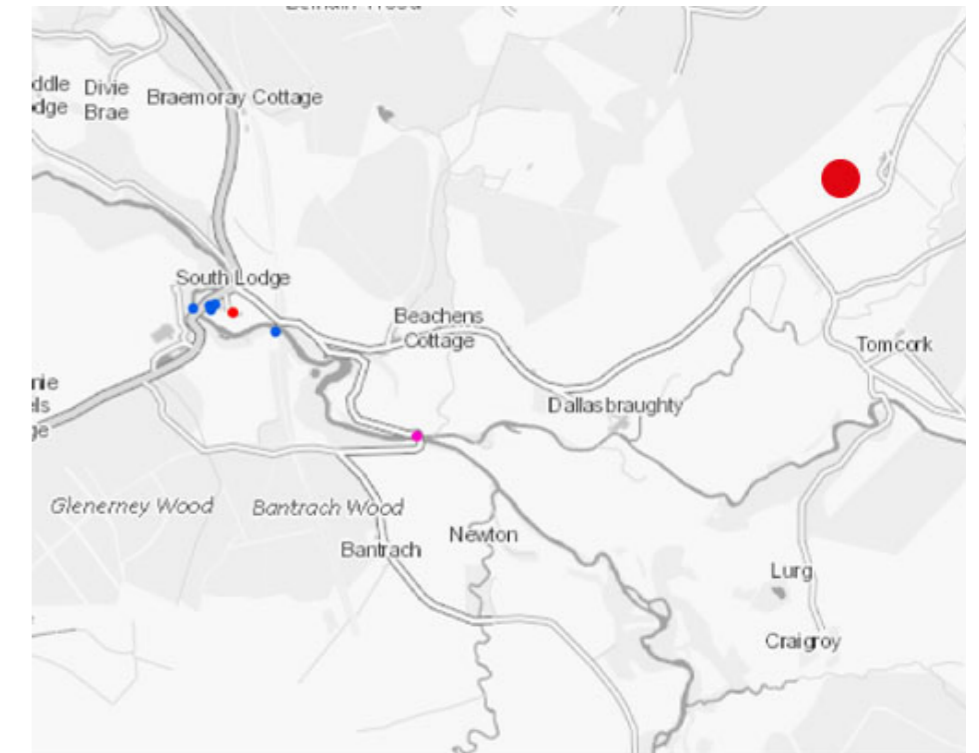 Divie
Brae
Braemoray Cottage
South Lodge
Beachens
Cottage
Tomcork
Dallasbraughty
Glenerney Wood
Bantrach Wood
Newton
Bantrach
Lurg
Craigroy